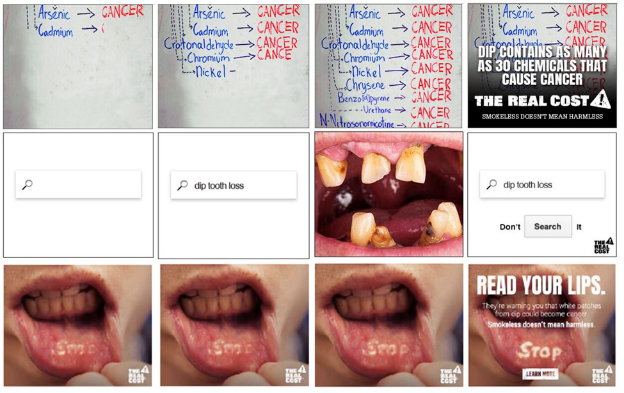 Arsenic → CANCER
Cadmium → C
Arsenic → CANCER
Cadmium → CANCER
Crotonaldehyde → CANCER
Chromium → CANCE
Nickel
Arsenic → CANCER
Cadmium → CANCER
Crotonaldehyde → CANCER
Chromium → CANCER
Nickel → CANCER
Chrysene → CANCER
Benzo(a)pyrene → CANCER
Urethane → CANCER
N-Nitrosonornicotine → CANCER
DIP CONTAINS AS MANY
AS 30 CHEMICALS THAT
CAUSE CANCER
THE REAL COST
SMOKELESS DOESN'T MEAN HARMLESS
dip tooth loss
dip tooth loss
Don't Search It
THE
REAL
COST
Stop
THE
REAL
COST
Stop
THE
REAL
COST
Stop
THE
REAL
COST
READ YOUR LIPS.
They're warning you that white patches
from dip could become cancer.
Smokeless doesn't mean harmless.
Stop
LEARN MORE
THE
REAL
COST